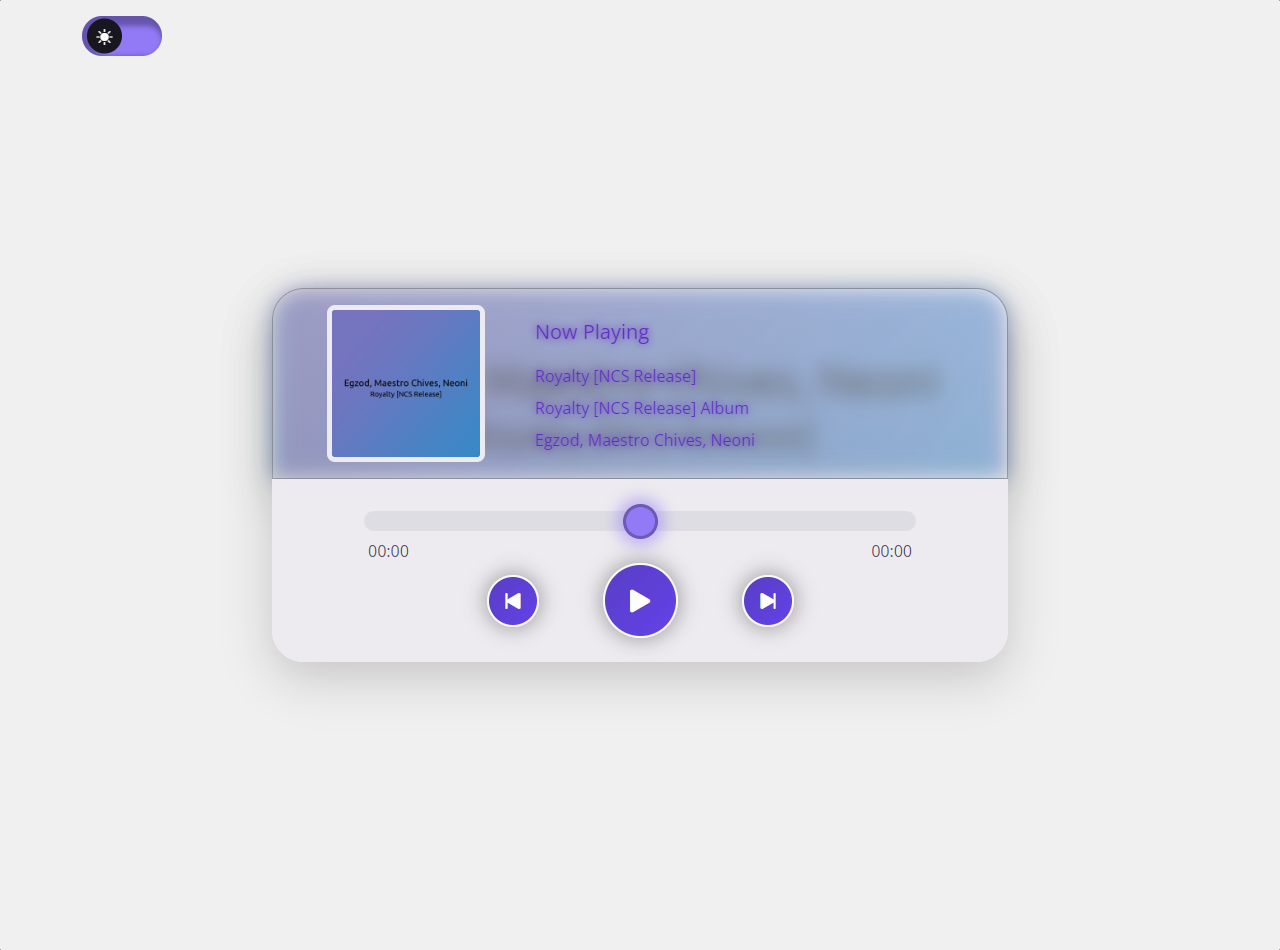 Egzod, Maestro Chives, Neoni
Royalty [NCS Release]
Now Playing
Royalty [NCS Release]
Royalty [NCS Release] Album
Egzod, Maestro Chives, Neoni
00:00
00:00